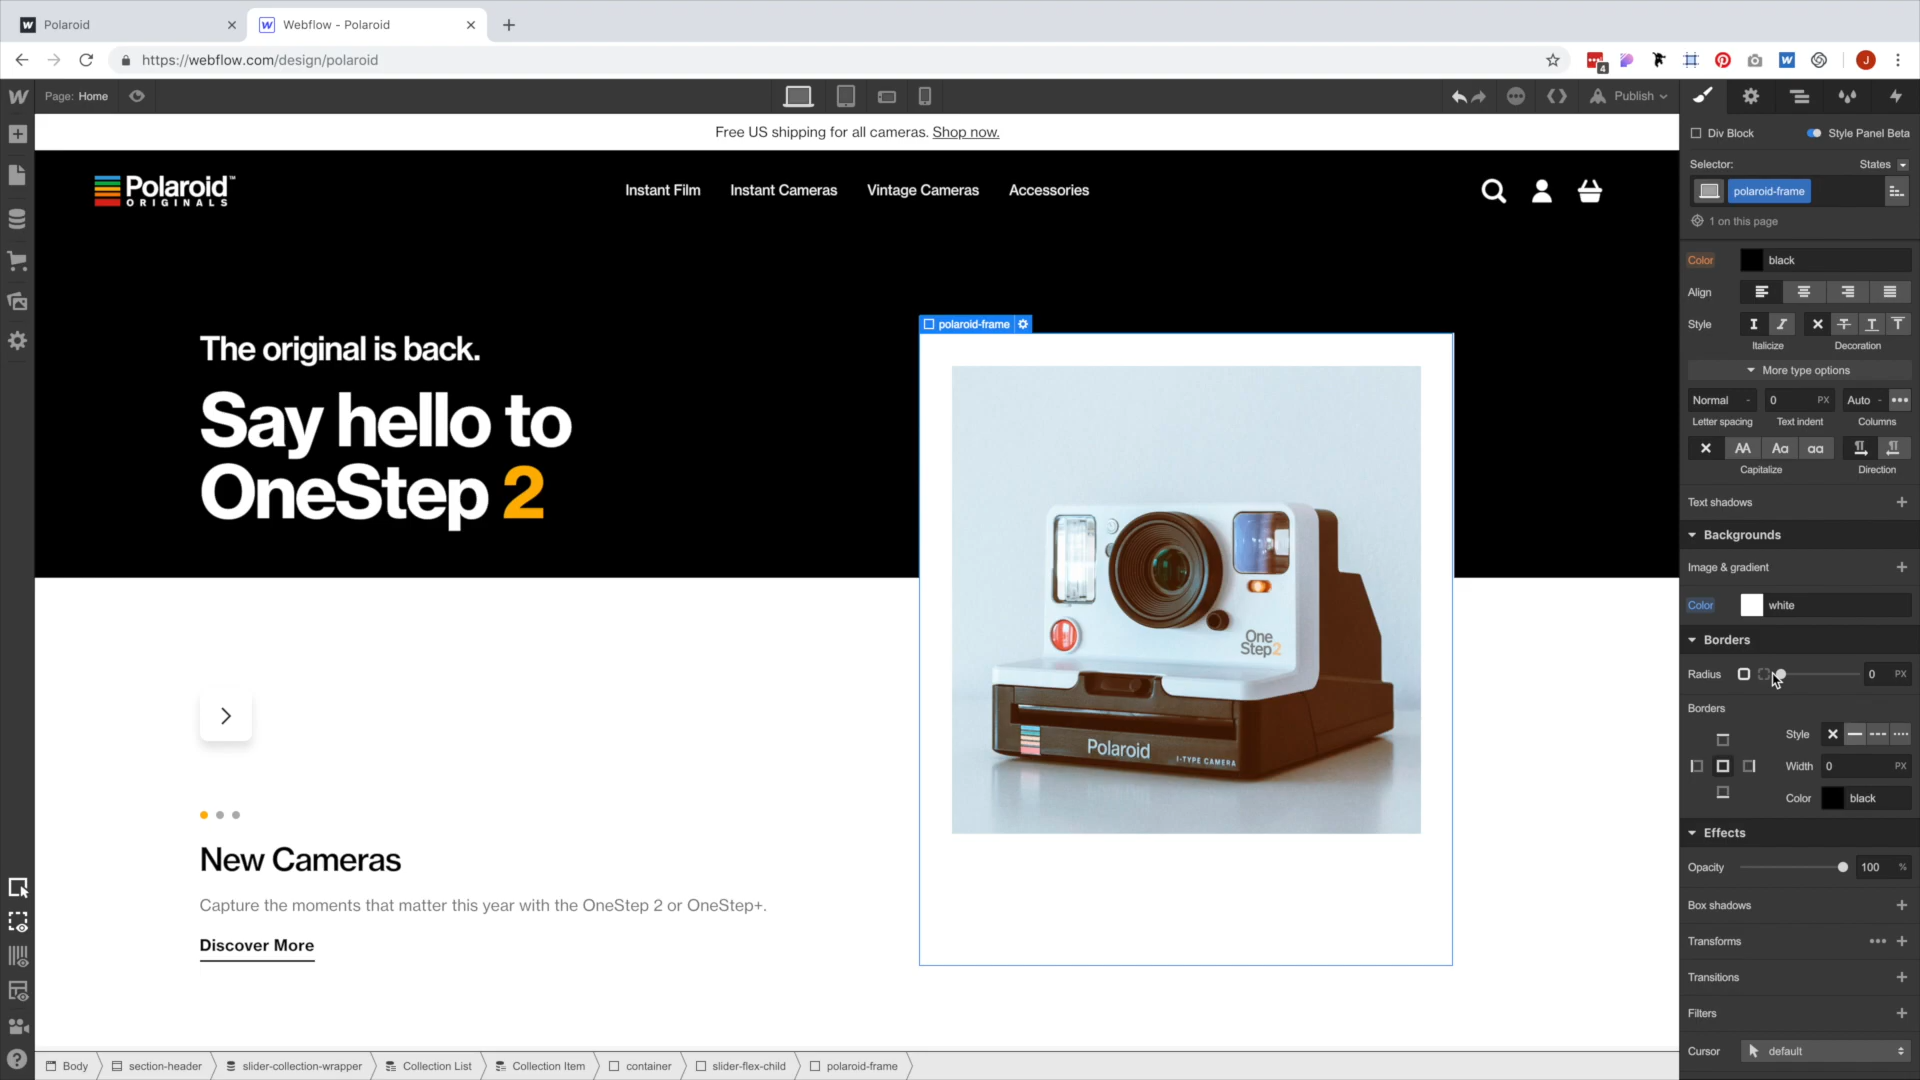 Polaroid
Webflow - Polaroid
https://webflow.com/design/polaroid
4
J
Page: Home
Publish
Free US shipping for all cameras. Shop now.
Polaroid™
ORIGINALS
Instant Film
Instant Cameras
Vintage Cameras
Accessories
The original is back.
Say hello to
OneStep 2
polaroid-frame
One
Step2
Polaroid
I-TYPE CAMERA
New Cameras
Capture the moments that matter this year with the OneStep 2 or OneStep+.
Discover More
Body
section-header
slider-collection-wrapper
Collection List
Collection Item
container
slider-flex-child
polaroid-frame
Div Block
Style Panel Beta
Selector:
States
polaroid-frame
1 on this page
Color
black
Align
Style
Italicize
Decoration
More type options
Normal -
0 PX
Auto -
Letter spacing
Text indent
Columns
AA
Aa
aa
Capitalize
Direction
Text shadows
Backgrounds
Image & gradient
Color
white
Borders
Radius
0 PX
Borders
Style
Width
0 PX
Color
black
Effects
Opacity
100 %
Box shadows
Transforms
Transitions
Filters
Cursor
default